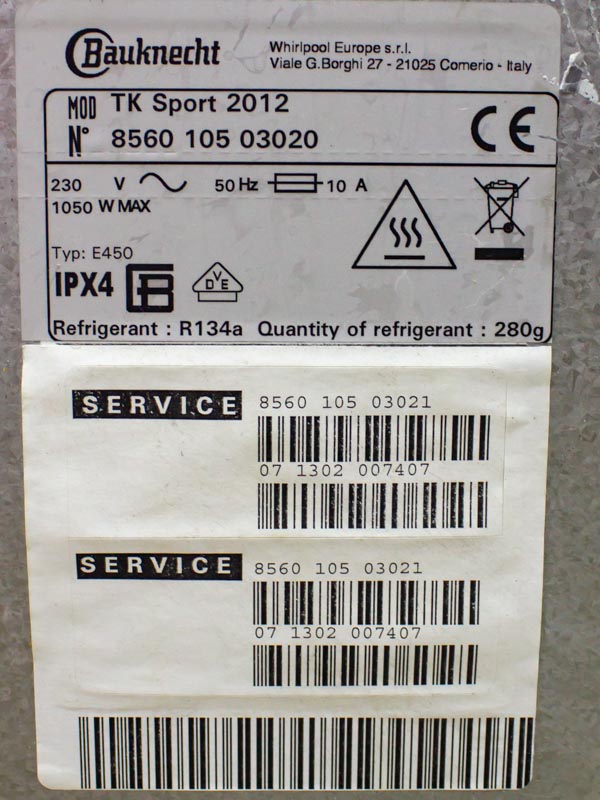 Bauknecht
Whirlpool Europe s.r.l.
Viale G.Borghi 27 - 21025 Comerio - Italy
MOD TK Sport 2012
N° 8560 105 03020
CE
230 V 50 Hz 10 A
1050 W MAX
Typ: E450
IPX4
VDE
Refrigerant : R134a Quantity of refrigerant : 280g
SERVICE 8560 105 03021
07 1302 007407
SERVICE 8560 105 03021
07 1302 007407